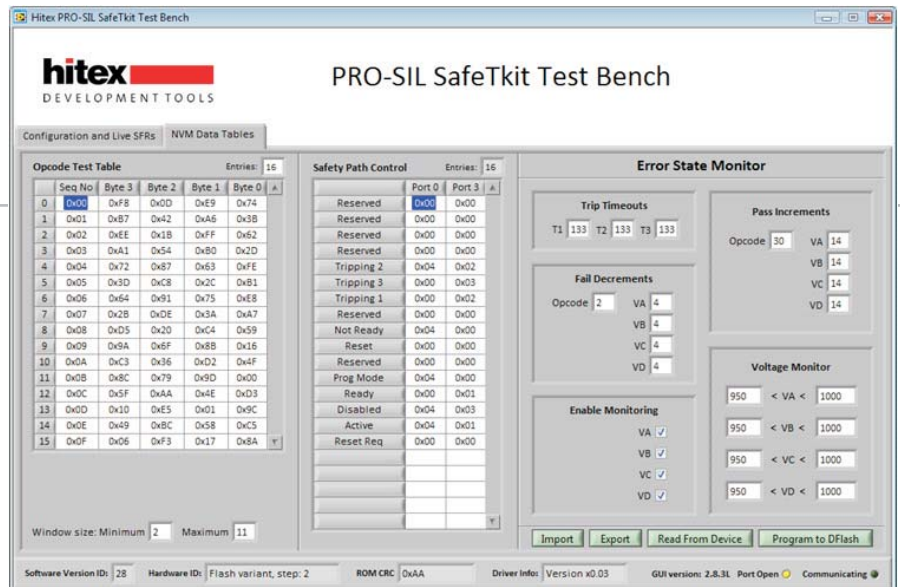 Hitex PRO-SIL SafeTkit Test Bench
hitex
DEVELOPMENT TOOLS
PRO-SIL SafeTkit Test Bench
Configuration and Live SFRs NVM Data Tables
Opcode Test Table Entries: 16
Seq No Byte 3 Byte 2 Byte 1 Byte 0
0 0x00 0xF8 0x0D 0xE9 0x74
1 0x01 0xB7 0x42 0xA6 0x3B
2 0x02 0xEE 0x1B 0xFF 0x62
3 0x03 0xA1 0x54 0xB0 0x2D
4 0x04 0x72 0x87 0x63 0xFE
5 0x05 0x3D 0xC8 0x2C 0xB1
6 0x06 0x64 0x91 0x75 0xE8
7 0x07 0x2B 0xDE 0x3A 0xA7
8 0x08 0xD5 0x20 0xC4 0x59
9 0x09 0x9A 0x6F 0x8B 0x16
10 0x0A 0xC3 0x36 0xD2 0x4F
11 0x0B 0x8C 0x79 0x9D 0x00
12 0x0C 0x5F 0xAA 0x4E 0xD3
13 0x0D 0x10 0xE5 0x01 0x9C
14 0x0E 0x49 0xBC 0x58 0xC5
15 0x0F 0x06 0xF3 0x17 0x8A
Window size: Minimum 2 Maximum 11
Safety Path Control Entries: 16
Port 0 Port 3
Reserved 0x00 0x00
Reserved 0x00 0x00
Reserved 0x00 0x00
Reserved 0x00 0x00
Tripping 2 0x04 0x02
Tripping 3 0x00 0x03
Tripping 1 0x00 0x02
Reserved 0x00 0x00
Not Ready 0x04 0x00
Reset 0x00 0x00
Reserved 0x00 0x00
Prog Mode 0x04 0x00
Ready 0x00 0x01
Disabled 0x04 0x03
Active 0x04 0x01
Reset Req 0x00 0x00
Error State Monitor
Trip Timeouts
T1 133 T2 133 T3 133
Fail Decrements
Opcode 2 VA 4
VB 4
VC 4
VD 4
Enable Monitoring
VA
VB
VC
VD
Pass Increments
Opcode 30 VA 14
VB 14
VC 14
VD 14
Voltage Monitor
950 < VA < 1000
950 < VB < 1000
950 < VC < 1000
950 < VD < 1000
Import Export Read From Device Program to DFlash
Software Version ID: 28 Hardware ID: Flash variant, step: 2 ROM CRC 0xAA Driver Info: Version x0.03 GUI version: 2.8.3L Port Open Communicating